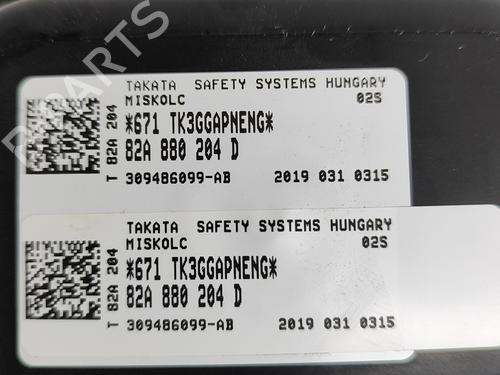 TAKATA SAFETY SYSTEMS HUNGARY
MISKOLC 02S
*671 TK3GGAPNENG*
82A 880 204 D
309486099-AB 2019 031 0315
T 82A 204
TAKATA SAFETY SYSTEMS HUNGARY
MISKOLC 02S
*671 TK3GGAPNENG*
82A 880 204 D
309486099-AB 2019 031 0315
T 82A 204